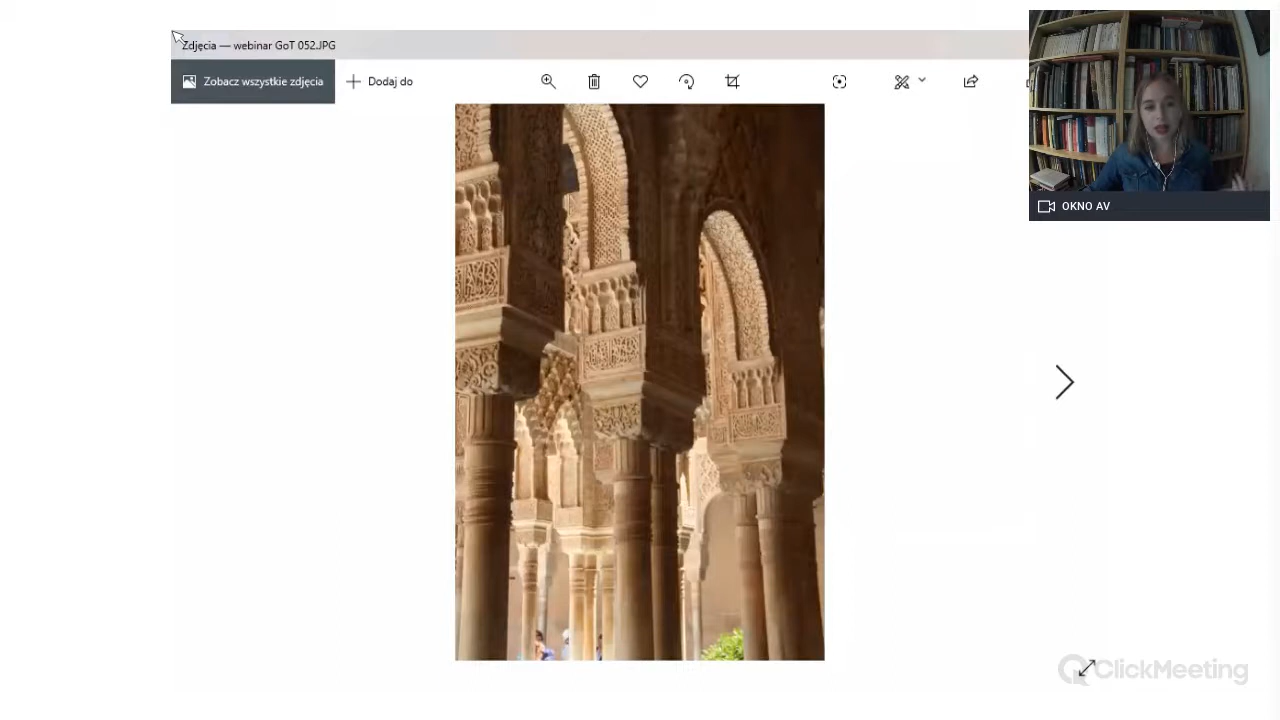 Zdjęcia — webinar GoT 052.JPG
Zobacz wszystkie zdjęcia
Dodaj do
OKNO AV
ClickMeeting